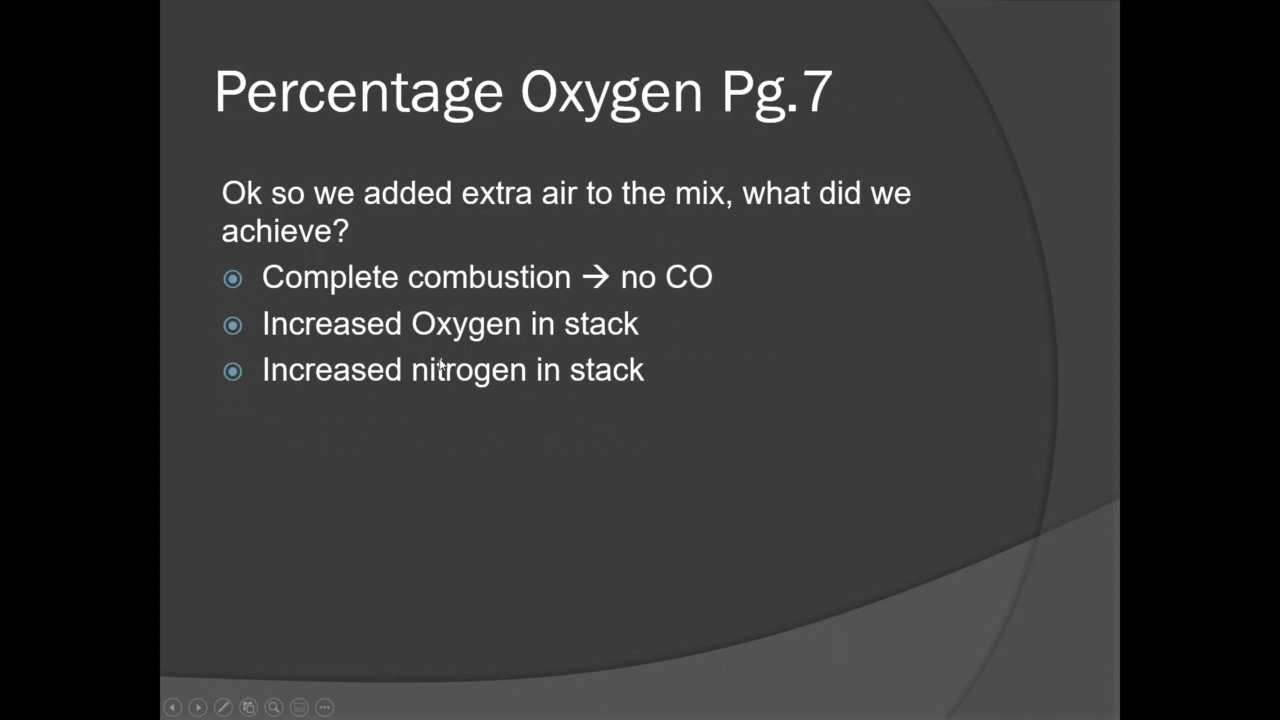 Percentage Oxygen Pg.7
Ok so we added extra air to the mix, what did we
achieve?
Complete combustion → no CO
Increased Oxygen in stack
Increased nitrogen in stack